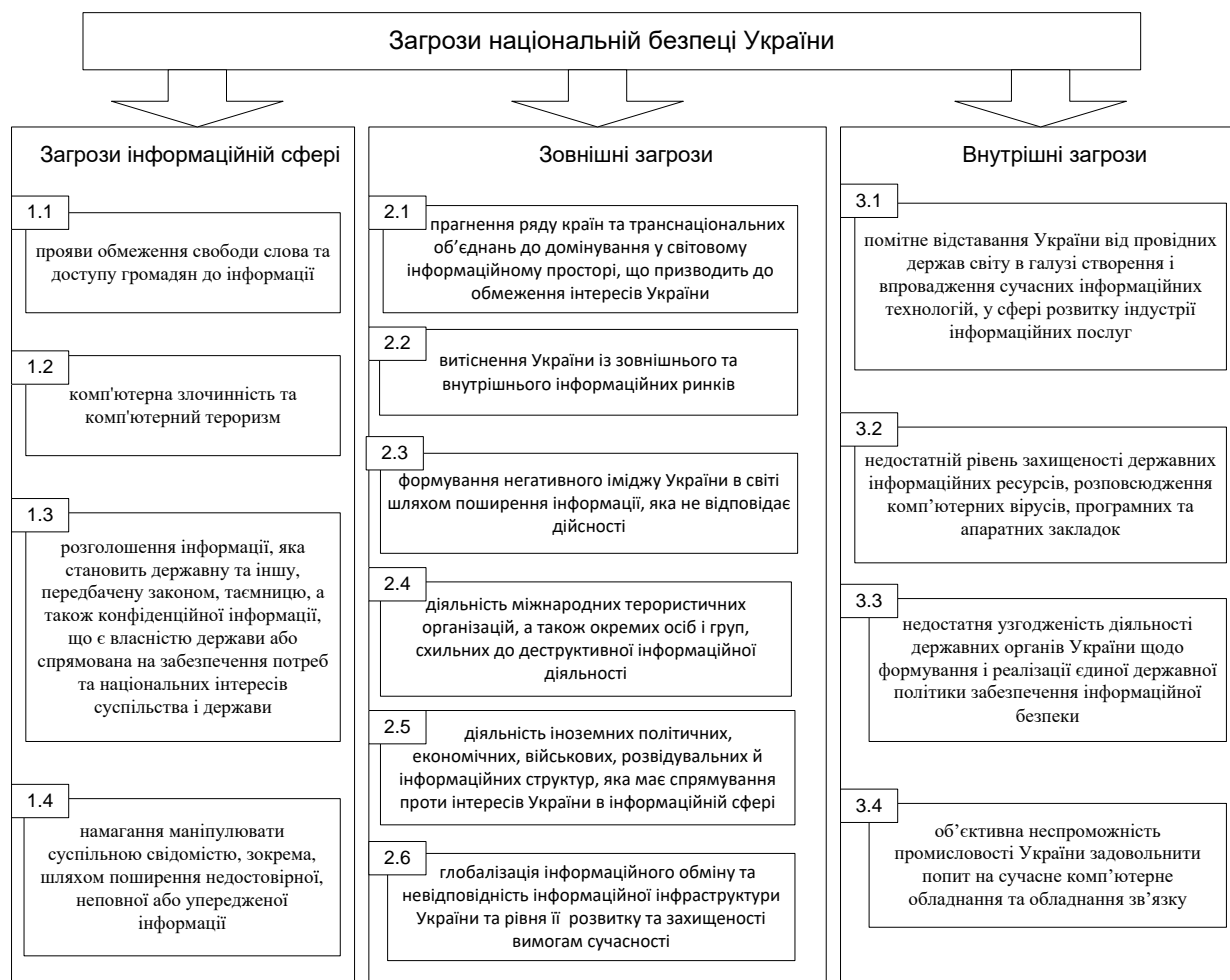 Загрози національній безпеці України
Загрози інформаційній сфері
1.1
прояви обмеження свободи слова та
доступу громадян до інформації
1.2
комп'ютерна злочинність та
комп'ютерний тероризм
1.3
розголошення інформації, яка
становить державну та іншу,
передбачену законом, таємницю, а
також конфіденційної інформації,
що є власністю держави або
спрямована на забезпечення потреб
та національних інтересів
суспільства і держави
1.4
намагання маніпулювати
суспільною свідомістю, зокрема,
шляхом поширення недостовірної,
неповної або упередженої
інформації
Зовнішні загрози
2.1
прагнення ряду країн та транснаціональних
об’єднань до домінування у світовому
інформаційному просторі, що призводить до
обмеження інтересів України
2.2
витіснення України із зовнішнього та
внутрішнього інформаційних ринків
2.3
формування негативного іміджу України в світі
шляхом поширення інформації, яка не відповідає
дійсності
2.4
діяльність міжнародних терористичних
організацій, а також окремих осіб і груп,
схильних до деструктивної інформаційної
діяльності
2.5
діяльність іноземних політичних,
економічних, військових, розвідувальних й
інформаційних структур, яка має спрямування
проти інтересів України в інформаційній сфері
2.6
глобалізація інформаційного обміну та
невідповідність інформаційної інфраструктури
України та рівня її розвитку та захищеності
вимогам сучасності
Внутрішні загрози
3.1
помітне відставання України від провідних
держав світу в галузі створення і
впровадження сучасних інформаційних
технологій, у сфері розвитку індустрії
інформаційних послуг
3.2
недостатній рівень захищеності державних
інформаційних ресурсів, розповсюдження
комп’ютерних вірусів, програмних та
апаратних закладок
3.3
недостатня узгодженість діяльності
державних органів України щодо
формування і реалізації єдиної державної
політики забезпечення інформаційної
безпеки
3.4
об’єктивна неспроможність
промисловості України задовольнити
попит на сучасне комп’ютерне
обладнання та обладнання зв’язку